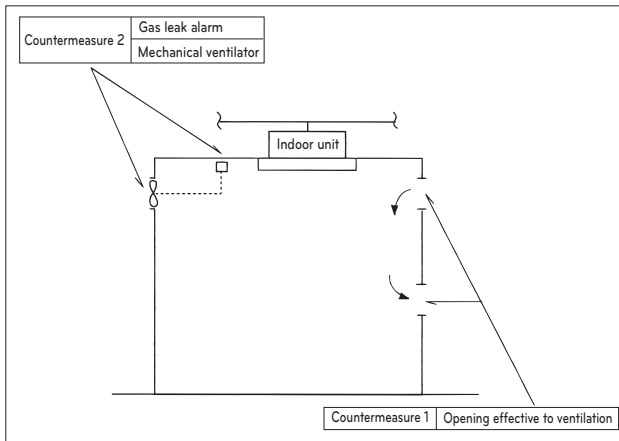 Countermeasure 2
Gas leak alarm
Mechanical ventilator
Indoor unit
Countermeasure 1
Opening effective to ventilation